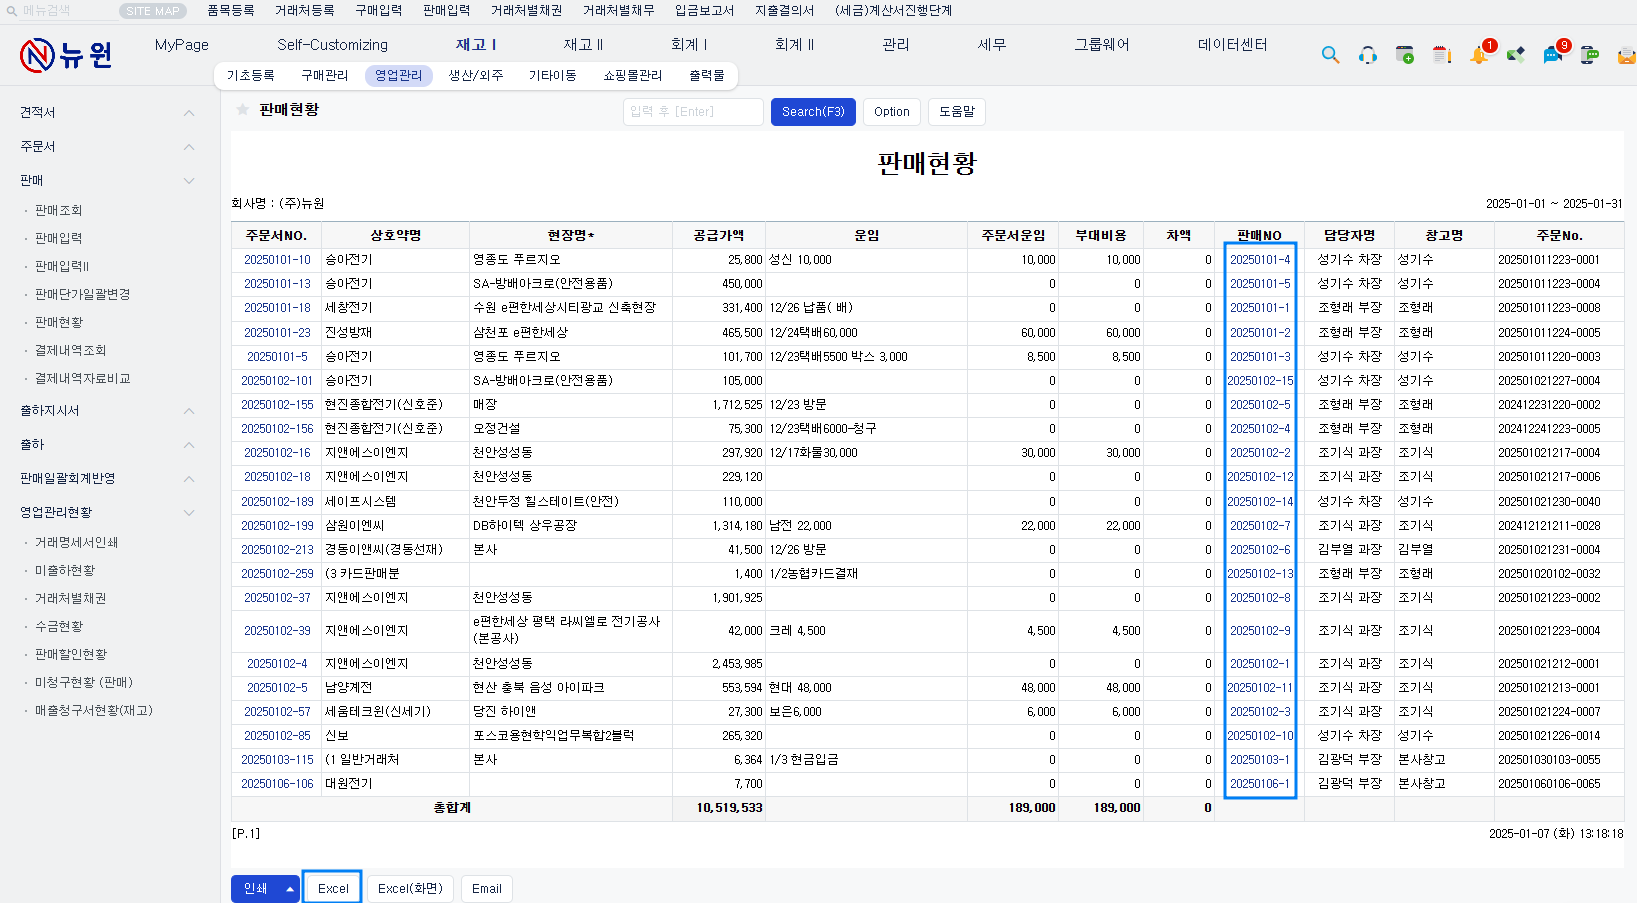 메뉴검색 SITE MAP 품목등록 거래처등록 구매입력 판매입력 거래처별채권 거래처별채무 입금보고서 지출결의서 (세금)계산서진행단계
뉴원 MyPage Self-Customizing 재고 I 재고 II 회계 I 회계 II 관리 세무 그룹웨어 데이터센터 1 9
기초등록 구매관리 영업관리 생산/외주 기타이동 쇼핑몰관리 출력물
견적서
주문서
판매
· 판매조회
· 판매입력
· 판매입력II
· 판매단가일괄변경
· 판매현황
· 결제내역조회
· 결제내역자료비교
출하지시서
출하
판매일괄회계반영
영업관리현황
· 거래명세서인쇄
· 미출하현황
· 거래처별채권
· 수금현황
· 판매할인현황
· 미청구현황 (판매)
· 매출청구서현황(재고)
판매현황 입력 후 [Enter] Search(F3) Option 도움말
판매현황
회사명 : (주)뉴원 2025-01-01 ~ 2025-01-31
주문서NO. 상호약명 현장명* 공급가액 운임 주문서운임 부대비용 차액 판매NO 담당자명 창고명 주문No.
20250101-10 승아전기 영종도 푸르지오 25,800 성신 10,000 10,000 10,000 0 20250101-4 성기수 차장 성기수 202501011223-0001
20250101-13 승아전기 SA-방배아크로(안전용품) 450,000 0 0 0 20250101-5 성기수 차장 성기수 202501011223-0004
20250101-18 세창전기 수원 e편한세상시티광교 신축현장 331,400 12/26 납품( 배) 0 0 0 20250101-1 조형래 부장 조형래 202501011223-0008
20250101-23 진성방재 삼천포 e편한세상 465,500 12/24택배60,000 60,000 60,000 0 20250101-2 조형래 부장 조형래 202501011224-0005
20250101-5 승아전기 영종도 푸르지오 101,700 12/23택배5500 박스 3,000 8,500 8,500 0 20250101-3 성기수 차장 성기수 202501011220-0003
20250102-101 승아전기 SA-방배아크로(안전용품) 105,000 0 0 0 20250102-15 성기수 차장 성기수 202501021227-0004
20250102-155 현진종합전기(신호준) 매장 1,712,525 12/23 방문 0 0 0 20250102-5 조형래 부장 조형래 202412231220-0002
20250102-156 현진종합전기(신호준) 오정건설 75,300 12/23택배6000-청구 0 0 0 20250102-4 조형래 부장 조형래 202412241223-0005
20250102-16 지앤에스이엔지 천안성성동 297,920 12/17화물30,000 30,000 30,000 0 20250102-2 조기식 과장 조기식 202501021217-0004
20250102-18 지앤에스이엔지 천안성성동 229,120 0 0 0 20250102-12 조기식 과장 조기식 202501021217-0006
20250102-189 세이프시스템 천안두정 힐스테이트(안전) 110,000 0 0 0 20250102-14 성기수 차장 성기수 202501021230-0040
20250102-199 삼원이엔씨 DB하이텍 상우공장 1,314,180 남전 22,000 22,000 22,000 0 20250102-7 조기식 과장 조기식 202412121211-0028
20250102-213 경동이앤씨(경동선재) 본사 41,500 12/26 방문 0 0 0 20250102-6 김부열 과장 김부열 202501021231-0004
20250102-259 (3 카드판매분 1,400 1/2농협카드결재 0 0 0 20250102-13 조형래 부장 조형래 202501020102-0032
20250102-37 지앤에스이엔지 천안성성동 1,901,925 0 0 0 20250102-8 조기식 과장 조기식 202501021223-0002
20250102-39 지앤에스이엔지 e편한세상 평택 라씨엘로 전기공사(본공사) 42,000 크레 4,500 4,500 4,500 0 20250102-9 조기식 과장 조기식 202501021223-0004
20250102-4 지앤에스이엔지 천안성성동 2,453,985 0 0 0 20250102-1 조기식 과장 조기식 202501021212-0001
20250102-5 남양계전 현산 충북 음성 아이파크 553,594 현대 48,000 48,000 48,000 0 20250102-11 조기식 과장 조기식 202501021213-0001
20250102-57 세움테크윈(신세기) 당진 하이앤 27,300 보은6,000 6,000 6,000 0 20250102-3 조기식 과장 조기식 202501021224-0007
20250102-85 신보 포스코용현학익업무복합2블럭 265,320 0 0 0 20250102-10 성기수 차장 성기수 202501021226-0014
20250103-115 (1 일반거래처 본사 6,364 1/3 현금입금 0 0 0 20250103-1 김광덕 부장 본사창고 202501030103-0055
20250106-106 대원전기 7,700 0 0 0 20250106-1 김광덕 부장 본사창고 202501060106-0065
총합계 10,519,533 189,000 189,000 0
[P.1] 2025-01-07 (화) 13:18:18
인쇄 Excel Excel(화면) Email